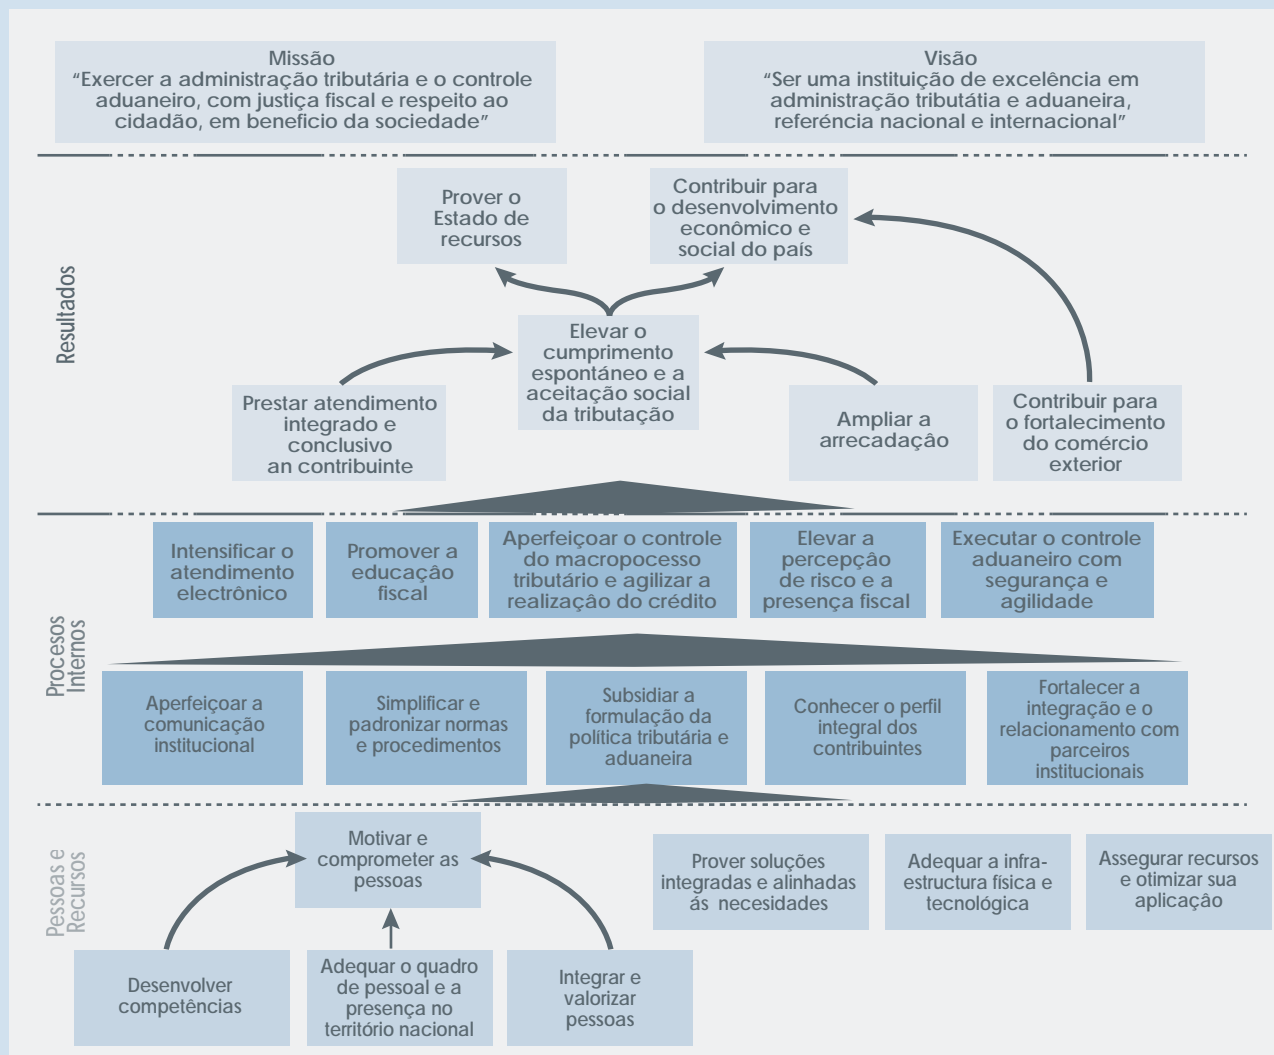 Missão
“Exercer a administração tributária e o controle
aduaneiro, com justiça fiscal e respeito ao
cidadão, em beneficio da sociedade”
Visão
“Ser uma instituição de excelência em
administração tributátia e aduaneira,
referéncia nacional e internacional”
Resultados
Prover o
Estado de
recursos
Contribuir para
o desenvolvimento
econômico e
social do país
Elevar o
cumprimento
espontáneo e a
aceitação social
da tributação
Prestar atendimento
integrado e
conclusivo
an contribuinte
Ampliar a
arrecadaçâo
Contribuir para
o fortalecimento
do comércio
exterior
Procesos
Internos
Intensificar o
atendimento
electrônico
Promover a
educaçâo
fiscal
Aperfeiçoar o controle
do macropocesso
tributário e agilizar a
realizaçâo do crédito
Elevar a
percepçâo
de risco e a
presença fiscal
Executar o controle
aduaneiro com
segurança e
agilidade
Aperfeiçoar a
comunicação
institucional
Simplificar e
padronizar normas
e procedimentos
Subsidiar a
formulação da
política tributária e
aduaneira
Conhecer o perfil
integral dos
contribuintes
Fortalecer a
integração e o
relacionamento com
parceiros
institucionais
Pessoas e
Recursos
Motivar e
comprometer as
pessoas
Prover soluções
integradas e alinhadas
ás necesidades
Adequar a infra-
estructura física e
tecnológica
Assegurar recursos
e otimizar sua
aplicaçâo
Desenvolver
competências
Adequar o quadro
de pessoal e a
presença no
território nacional
Integrar e
valorizar
pessoas